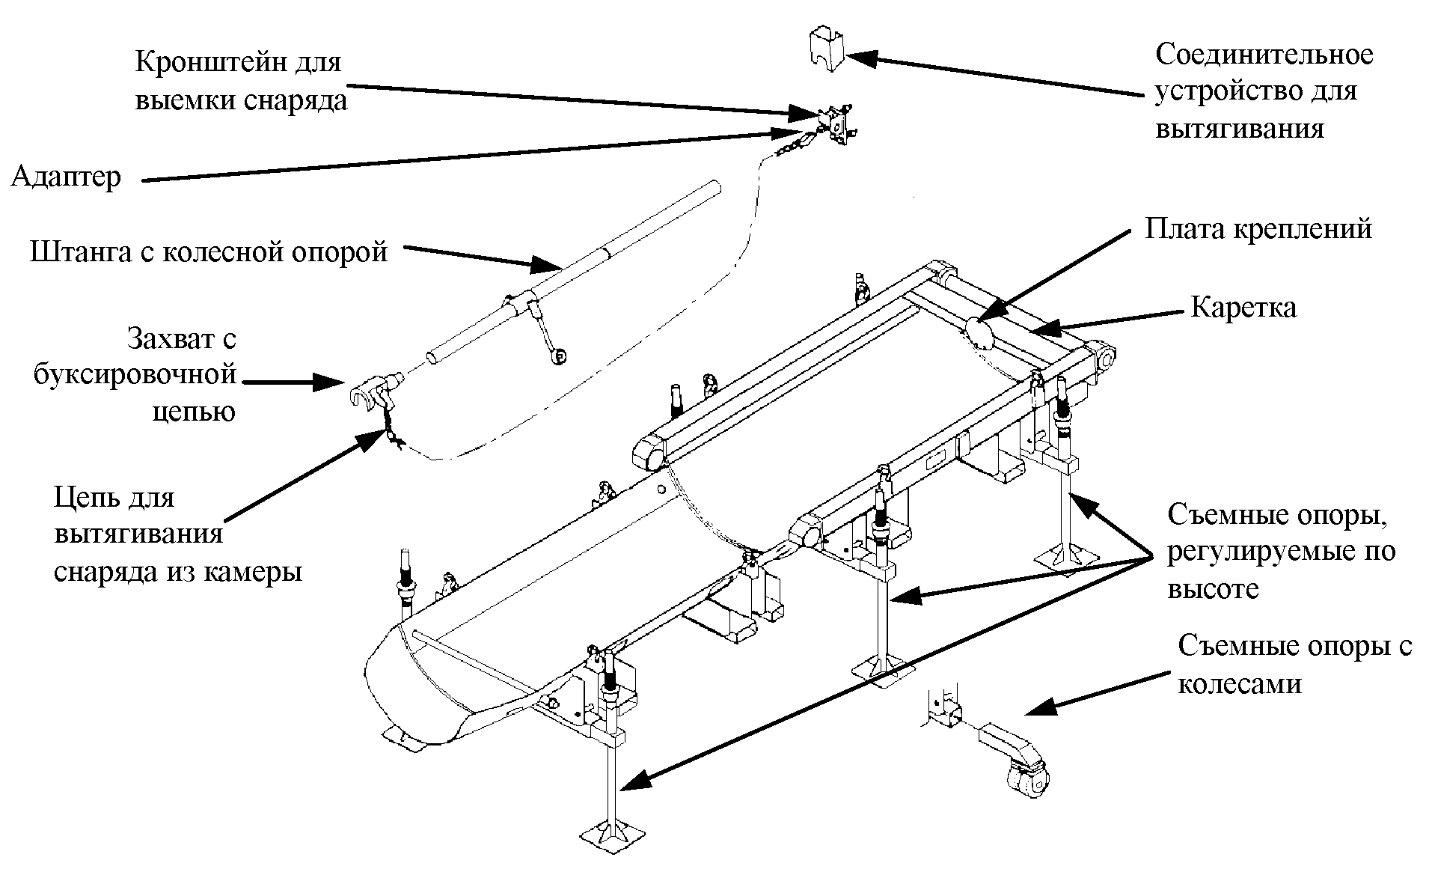 Кронштейн для
выемки снаряда
Соединительное
устройство для
вытягивания
Адаптер
Плата креплений
Штанга с колесной опорой
Каретка
Захват с
буксировочной
цепью
Цепь для
вытягивания
снаряда из камеры
Съемные опоры,
регулируемые по
высоте
Съемные опоры с
колесами